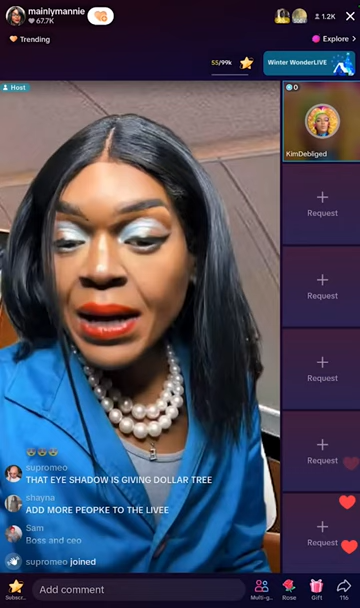 mainlymannie
67.7K
1.2K
Trending
Explore >
55/99k
Winter WonderLIVE
Host
0
KimDebliged
Request
Request
Request
Request
Request
supromeo
THAT EYE SHADOW IS GIVING DOLLAR TREE
shayna
ADD MORE PEOPKE TO THE LIVEE
Sam
Boss and ceo
supromeo joined
Subscr...
Add comment
Multi-g...
Rose
Gift
116